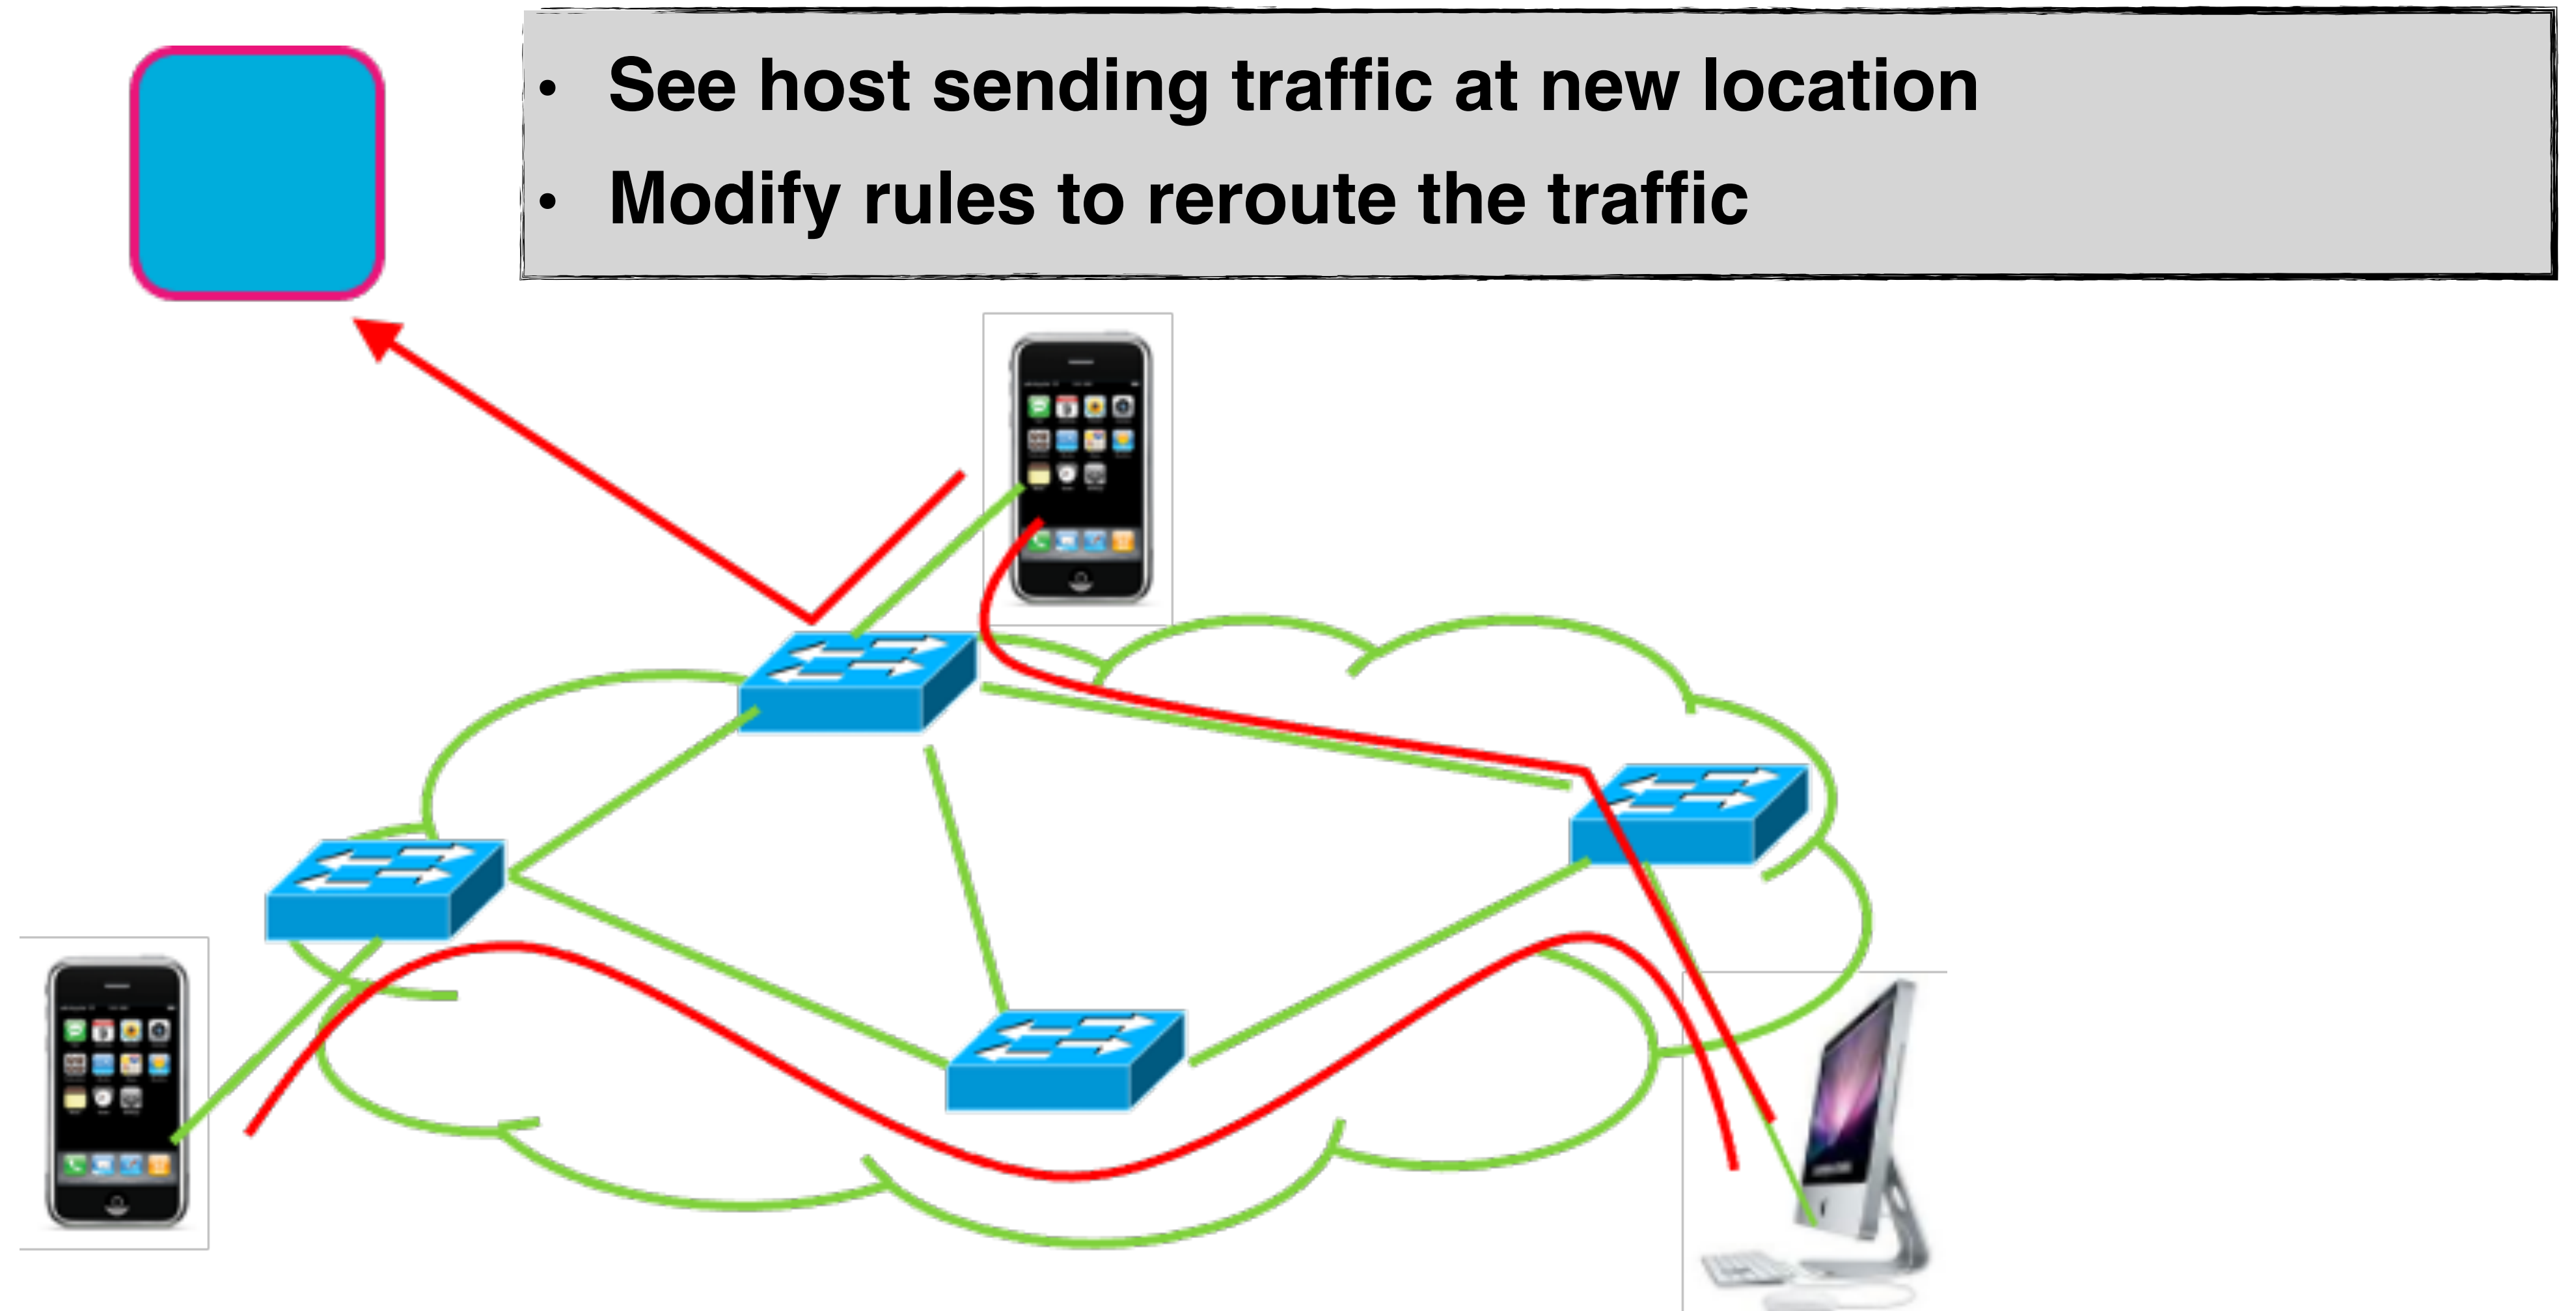 • See host sending traffic at new location
• Modify rules to reroute the traffic